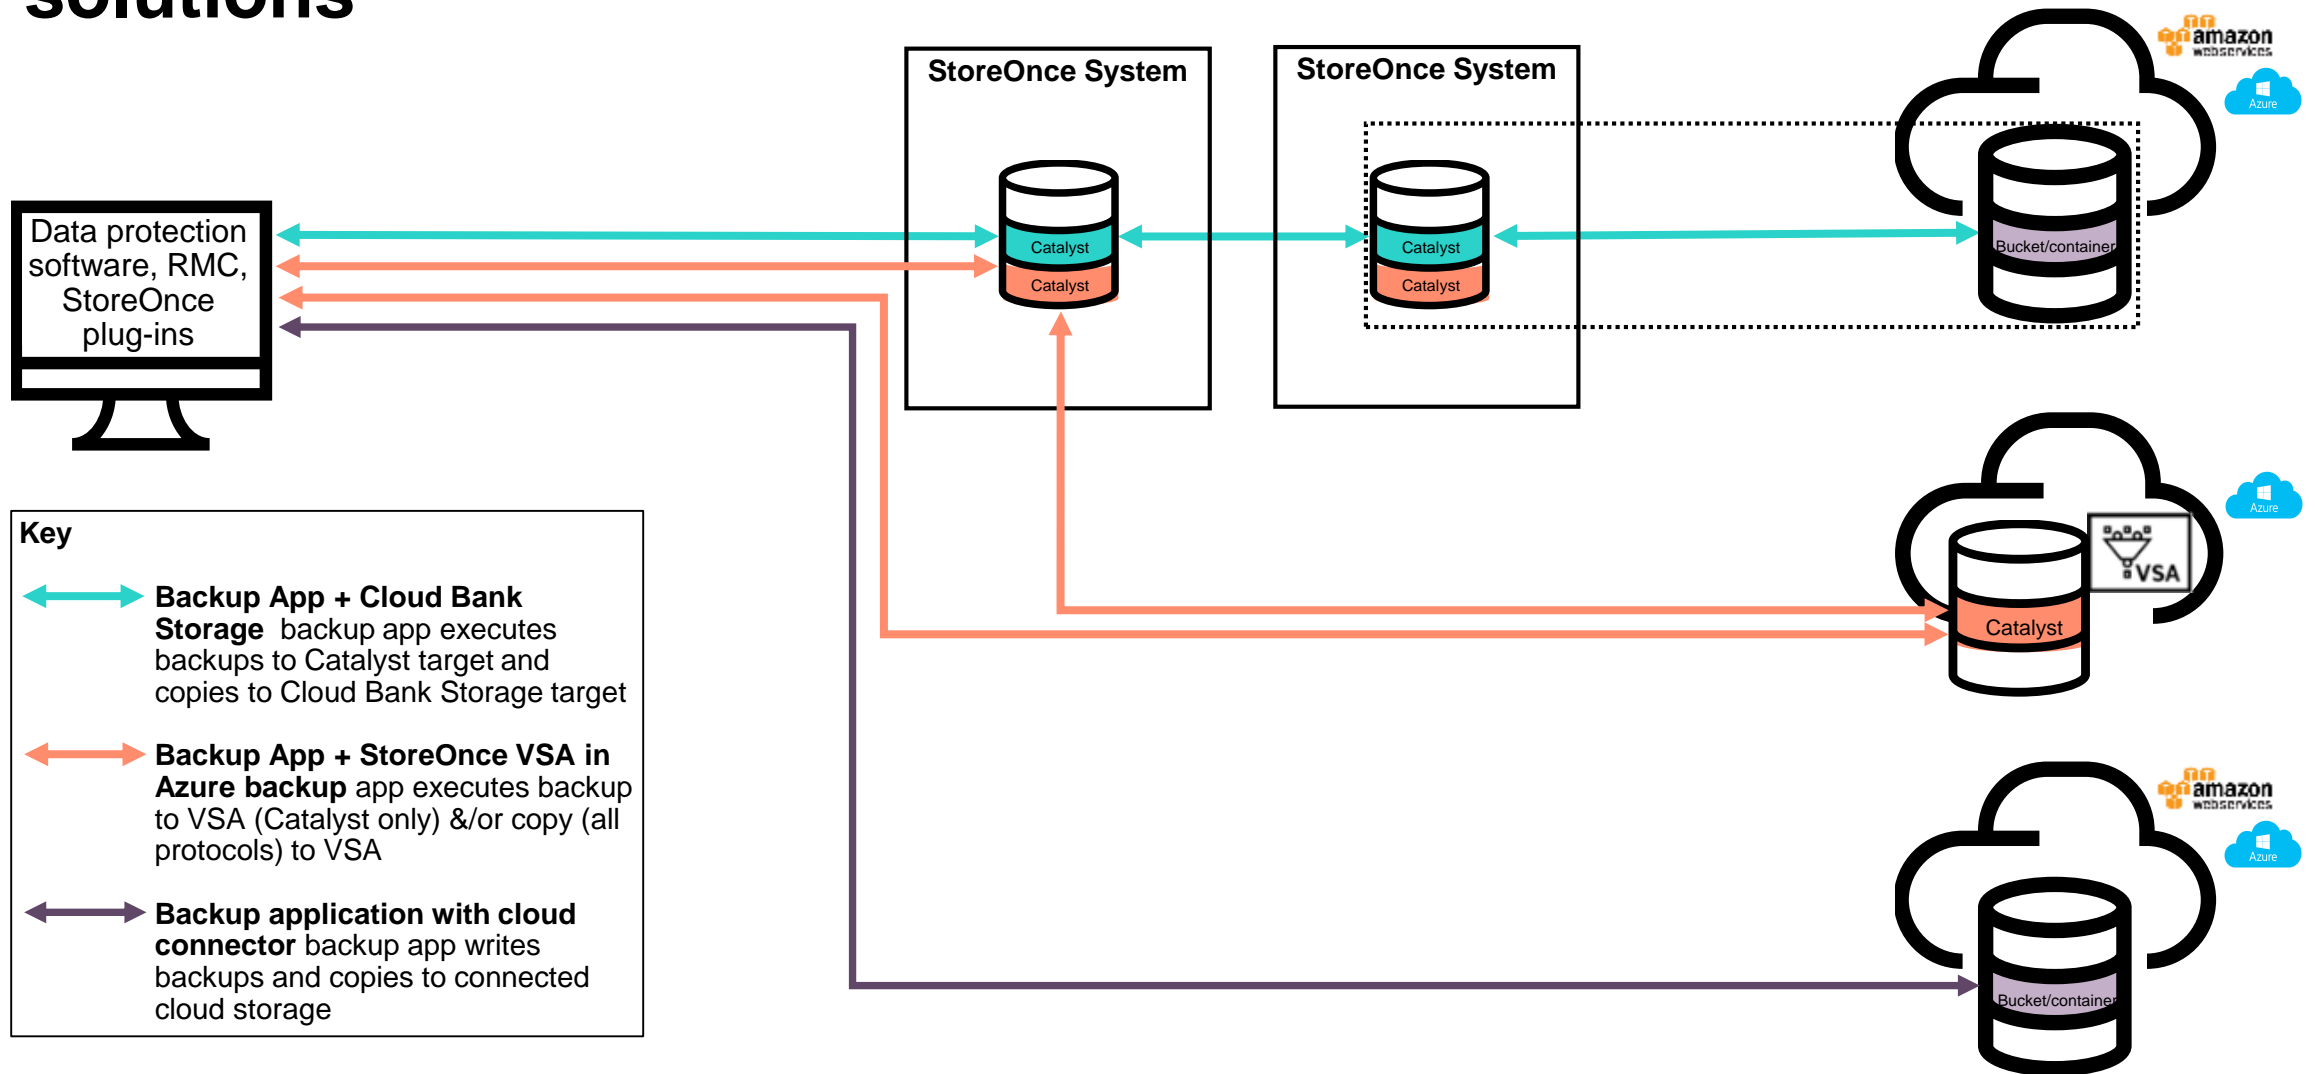 solutions
StoreOnce System
StoreOnce System
amazon
webservices
Azure
Data protection
software, RMC,
StoreOnce
plug-ins
Catalyst
Catalyst
Catalyst
Catalyst
Bucket/container
Azure
VSA
Catalyst
Key
Backup App + Cloud Bank
Storage backup app executes
backups to Catalyst target and
copies to Cloud Bank Storage target
Backup App + StoreOnce VSA in
Azure backup app executes backup
to VSA (Catalyst only) &/or copy (all
protocols) to VSA
Backup application with cloud
connector backup app writes
backups and copies to connected
cloud storage
amazon
webservices
Azure
Bucket/container